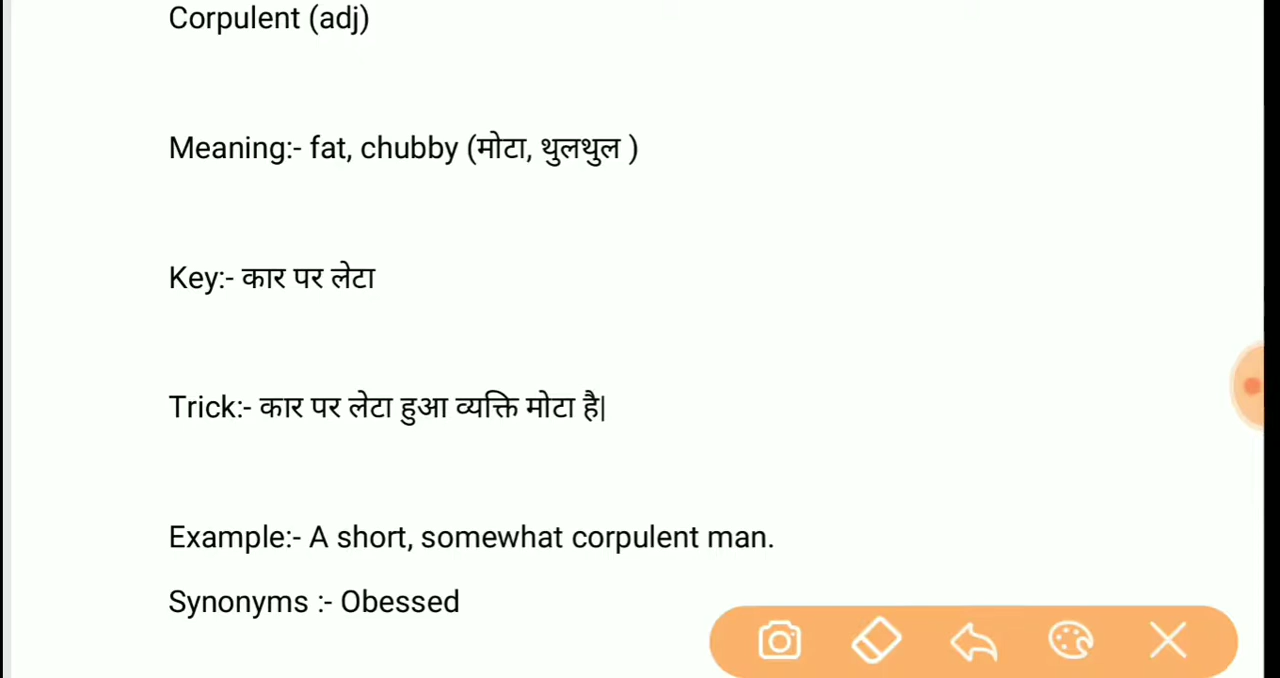 Corpulent (adj)
Meaning:- fat, chubby (मोटा, थुलथुल )
Key:- कार पर लेटा
Trick:- कार पर लेटा हुआ व्यक्ति मोटा है|
Example:- A short, somewhat corpulent man.
Synonyms :- Obessed